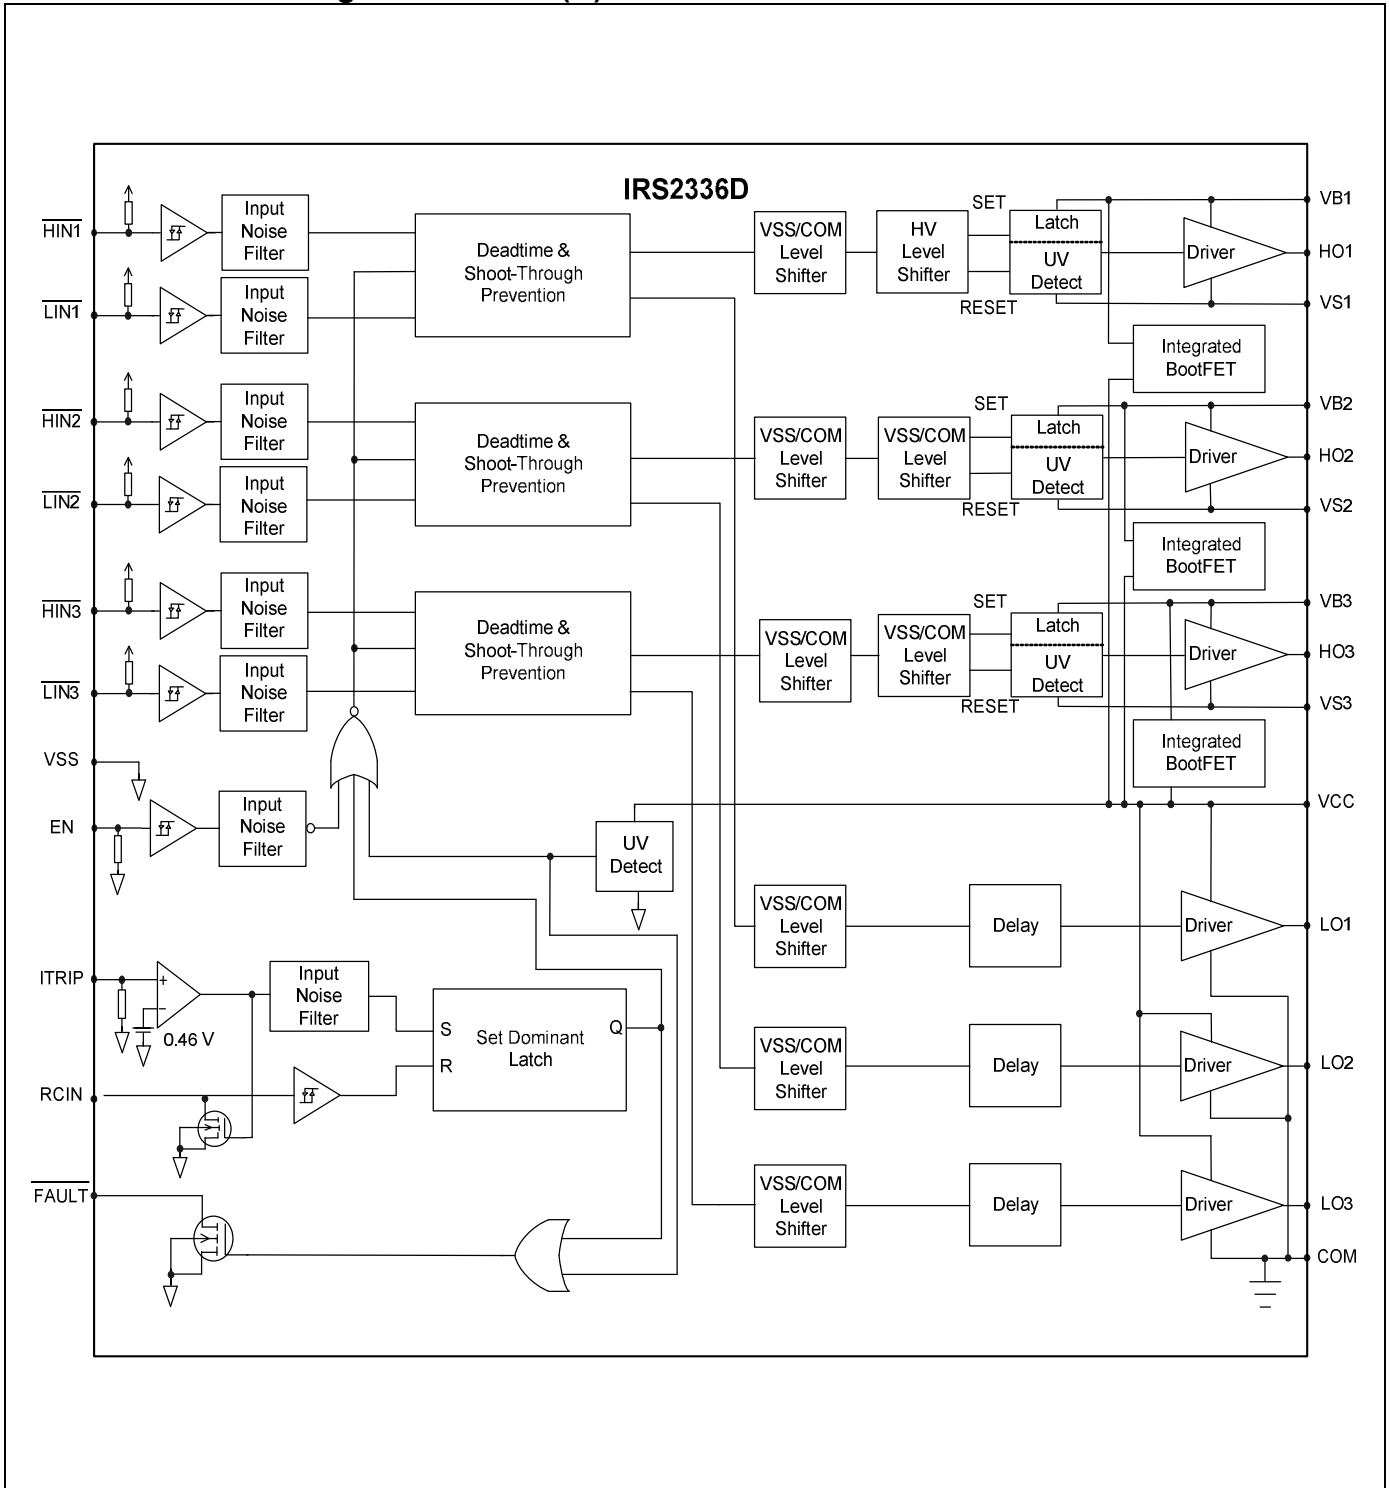 IRS2336D
HIN1
Input
Noise
Filter
LIN1
Input
Noise
Filter
Deadtime &
Shoot-Through
Prevention
VSS/COM
Level
Shifter
HV
Level
Shifter
SET
RESET
Latch
UV
Detect
Driver
VB1
HO1
VS1
Integrated
BootFET
HIN2
Input
Noise
Filter
LIN2
Input
Noise
Filter
Deadtime &
Shoot-Through
Prevention
VSS/COM
Level
Shifter
VSS/COM
Level
Shifter
SET
RESET
Latch
UV
Detect
Driver
VB2
HO2
VS2
Integrated
BootFET
HIN3
Input
Noise
Filter
LIN3
Input
Noise
Filter
Deadtime &
Shoot-Through
Prevention
VSS/COM
Level
Shifter
VSS/COM
Level
Shifter
SET
RESET
Latch
UV
Detect
Driver
VB3
HO3
VS3
Integrated
BootFET
VSS
EN
Input
Noise
Filter
UV
Detect
VCC
VSS/COM
Level
Shifter
Delay
Driver
LO1
ITRIP
+
−
0.46 V
Input
Noise
Filter
S
R
Q
Set Dominant
Latch
VSS/COM
Level
Shifter
Delay
Driver
LO2
RCIN
FAULT
VSS/COM
Level
Shifter
Delay
Driver
LO3
COM